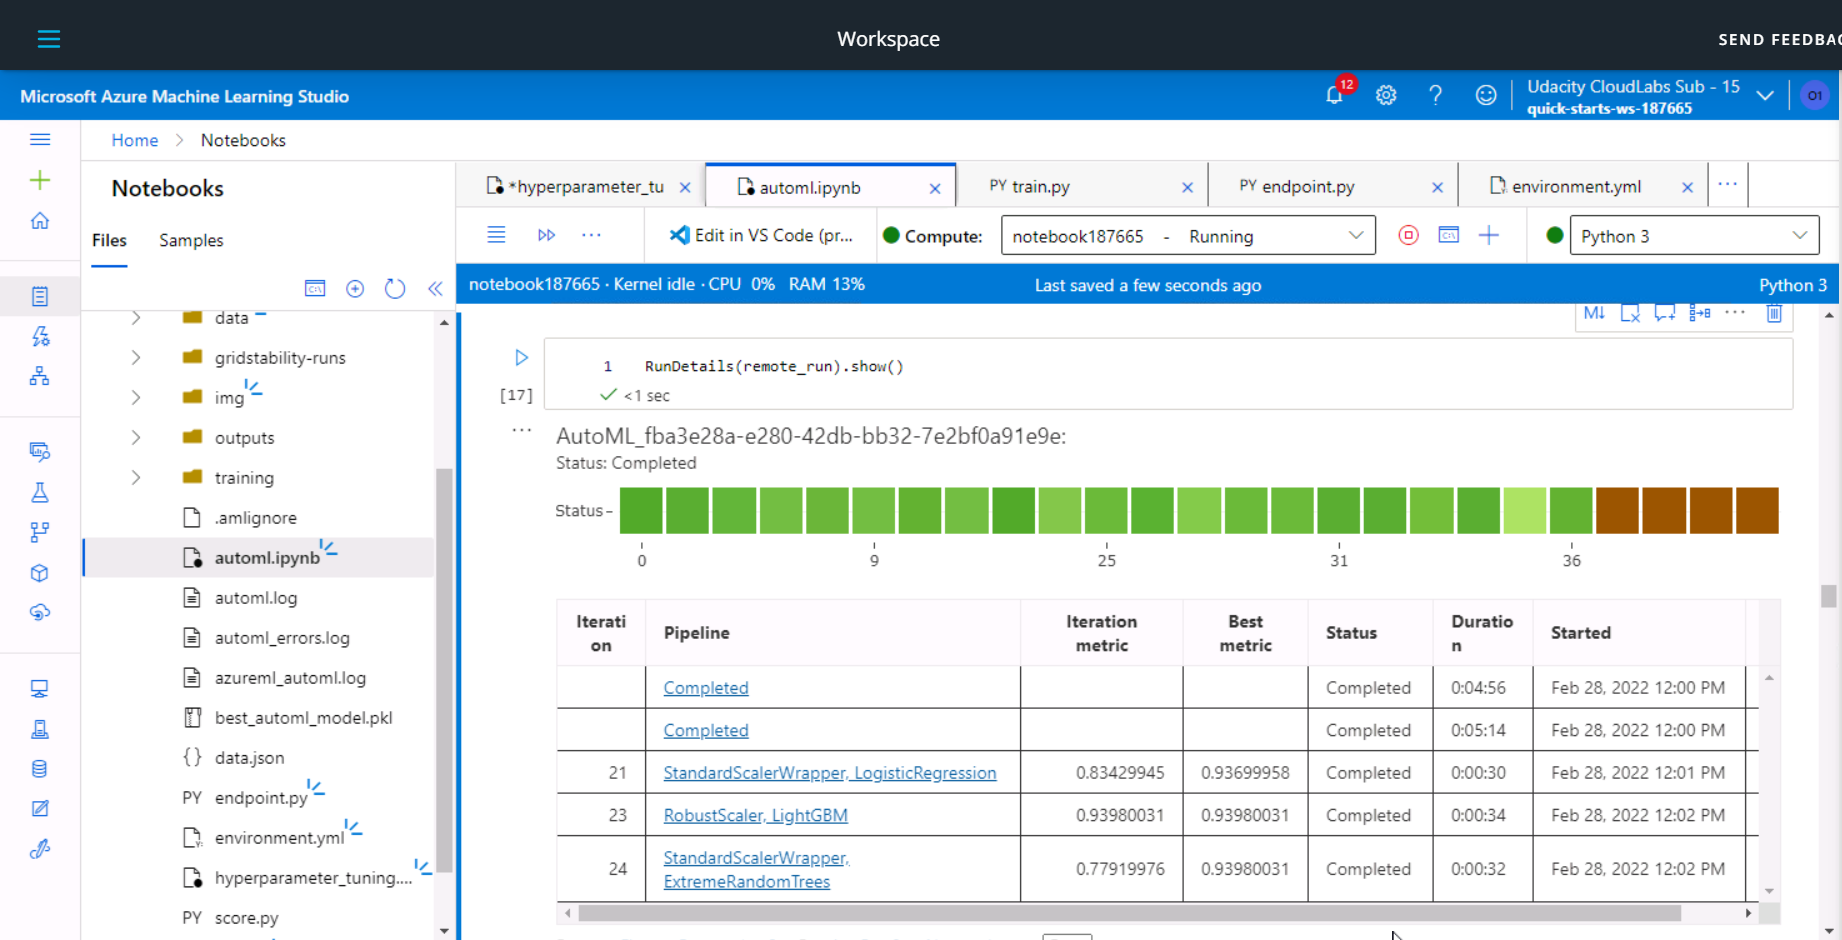 Workspace
SEND FEEDBAC
Microsoft Azure Machine Learning Studio
12
Udacity CloudLabs Sub - 15
quick-starts-ws-187665
O1
Home > Notebooks
Notebooks
Files
Samples
*hyperparameter_tu
automl.ipynb
PY train.py
PY endpoint.py
environment.yml
Edit in VS Code (pr...
Compute:
notebook187665 - Running
Python 3
notebook187665 · Kernel idle · CPU 0% RAM 13%
Last saved a few seconds ago
Python 3
data
gridstability-runs
img
outputs
training
.amlignore
automl.ipynb
automl.log
automl_errors.log
azureml_automl.log
best_automl_model.pkl
{} data.json
PY endpoint.py
environment.yml
hyperparameter_tuning....
PY score.py
M↓
1 RunDetails(remote_run).show()
[17]
<1 sec
AutoML_fba3e28a-e280-42db-bb32-7e2bf0a91e9e:
Status: Completed
Status
0 9 25 31 36
Iterati
on
Pipeline
Iteration
metric
Best
metric
Status
Duratio
n
Started
Completed Completed 0:04:56 Feb 28, 2022 12:00 PM
Completed Completed 0:05:14 Feb 28, 2022 12:00 PM
21 StandardScalerWrapper, LogisticRegression 0.83429945 0.93699958 Completed 0:00:30 Feb 28, 2022 12:01 PM
23 RobustScaler, LightGBM 0.93980031 0.93980031 Completed 0:00:34 Feb 28, 2022 12:02 PM
24 StandardScalerWrapper,
ExtremeRandomTrees
0.77919976 0.93980031 Completed 0:00:32 Feb 28, 2022 12:02 PM